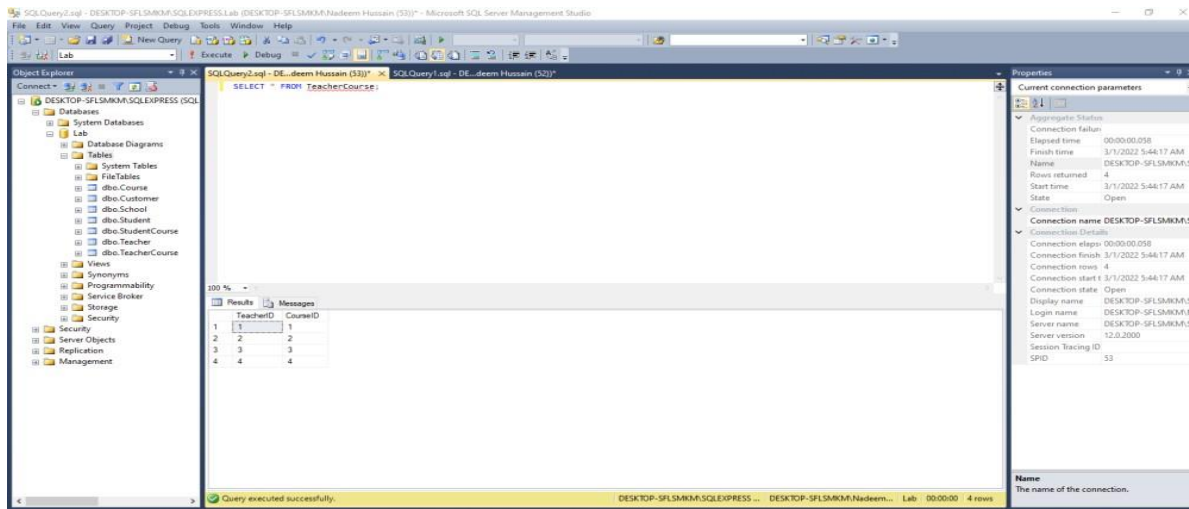 SQLQuery2.sql - DESKTOP-SFLSMKM\SQLEXPRESS.Lab (DESKTOP-SFLSMKM\Nadeem Hussain (53))* - Microsoft SQL Server Management Studio
File Edit View Query Project Debug Tools Window Help
New Query
Lab
Execute
Debug
Object Explorer
Connect
DESKTOP-SFLSMKM\SQLEXPRESS (SQL
Databases
System Databases
Lab
Database Diagrams
Tables
System Tables
FileTables
dbo.Course
dbo.Customer
dbo.School
dbo.Student
dbo.StudentCourse
dbo.Teacher
dbo.TeacherCourse
Views
Synonyms
Programmability
Service Broker
Storage
Security
Security
Server Objects
Replication
Management
SQLQuery2.sql - DE...deem Hussain (53))* SQLQuery1.sql - DE...deem Hussain (52))*
SELECT * FROM TeacherCourse;
100 %
Results Messages
TeacherID CourseID
1 1 1
2 2 2
3 3 3
4 4 4
Query executed successfully.
DESKTOP-SFLSMKM\SQLEXPRESS ... DESKTOP-SFLSMKM\Nadeem... Lab 00:00:00 4 rows
Properties
Current connection parameters
Aggregate Status
Connection failur
Elapsed time 00:00:00.058
Finish time 3/1/2022 5:44:17 AM
Name DESKTOP-SFLSMKM\S
Rows returned 4
Start time 3/1/2022 5:44:17 AM
State Open
Connection
Connection name DESKTOP-SFLSMKM\S
Connection Details
Connection elaps 00:00:00.058
Connection finish 3/1/2022 5:44:17 AM
Connection rows 4
Connection start t 3/1/2022 5:44:17 AM
Connection state Open
Display name DESKTOP-SFLSMKM\S
Login name DESKTOP-SFLSMKM\
Server name DESKTOP-SFLSMKM\S
Server version 12.0.2000
Session Tracing ID
SPID 53
Name
The name of the connection.